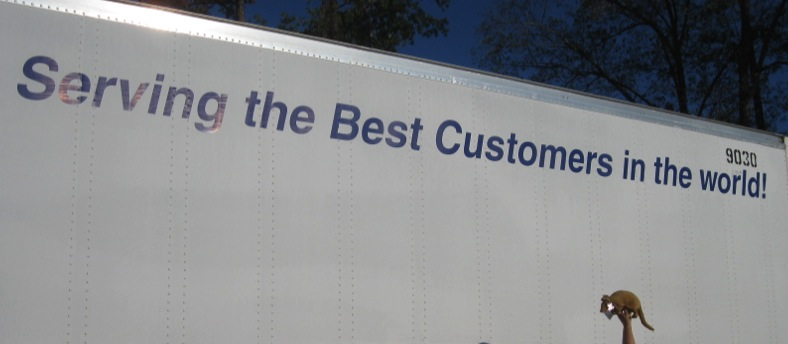 Serving the Best Customers in the world!
9030